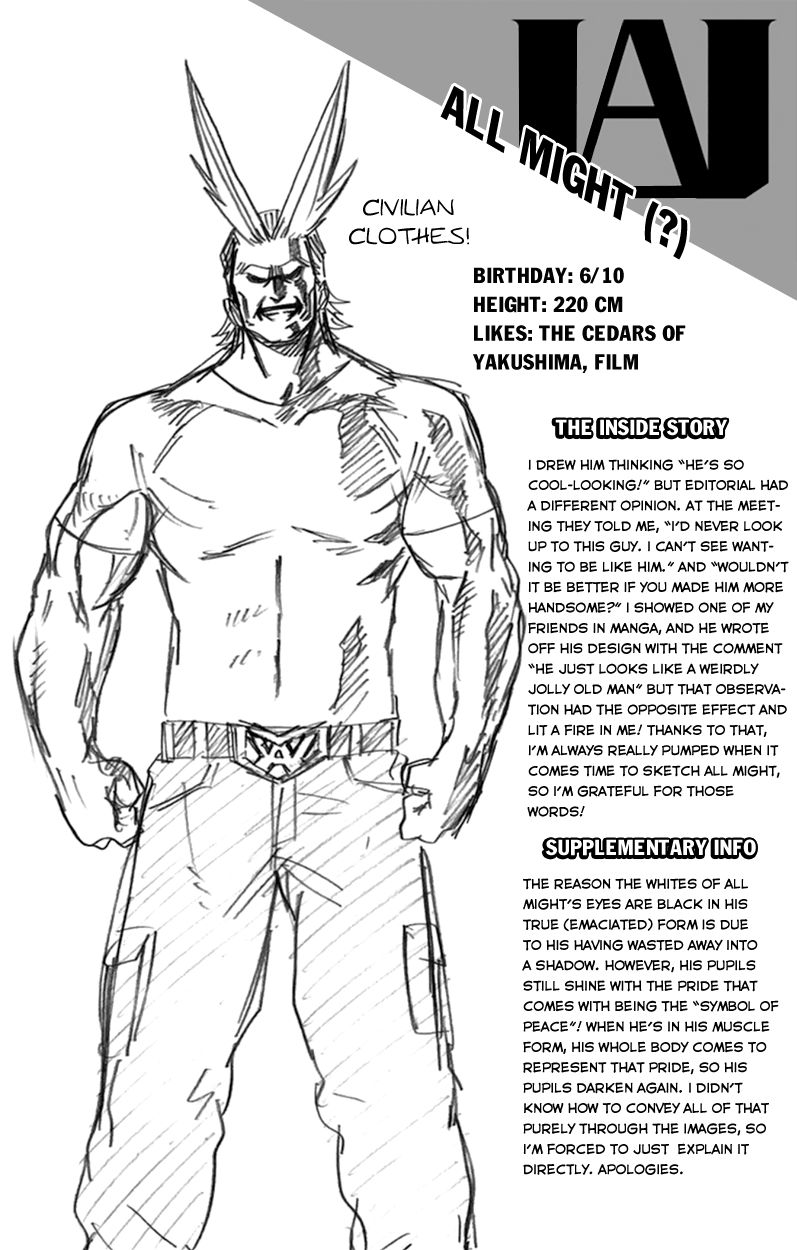 UA
ALL MIGHT (?)
CIVILIAN
CLOTHES!
BIRTHDAY: 6/10
HEIGHT: 220 CM
LIKES: THE CEDARS OF
YAKUSHIMA, FILM
THE INSIDE STORY
I DREW HIM THINKING "HE'S SO
COOL-LOOKING!" BUT EDITORIAL HAD
A DIFFERENT OPINION. AT THE MEET-
ING THEY TOLD ME, "I'D NEVER LOOK
UP TO THIS GUY. I CAN'T SEE WANT-
ING TO BE LIKE HIM." AND "WOULDN'T
IT BE BETTER IF YOU MADE HIM MORE
HANDSOME?" I SHOWED ONE OF MY
FRIENDS IN MANGA, AND HE WROTE
OFF HIS DESIGN WITH THE COMMENT
"HE JUST LOOKS LIKE A WEIRDLY
JOLLY OLD MAN" BUT THAT OBSERVA-
TION HAD THE OPPOSITE EFFECT AND
LIT A FIRE IN ME! THANKS TO THAT,
I'M ALWAYS REALLY PUMPED WHEN IT
COMES TIME TO SKETCH ALL MIGHT,
SO I'M GRATEFUL FOR THOSE
WORDS!
SUPPLEMENTARY INFO
THE REASON THE WHITES OF ALL
MIGHT'S EYES ARE BLACK IN HIS
TRUE (EMACIATED) FORM IS DUE
TO HIS HAVING WASTED AWAY INTO
A SHADOW. HOWEVER, HIS PUPILS
STILL SHINE WITH THE PRIDE THAT
COMES WITH BEING THE "SYMBOL OF
PEACE"! WHEN HE'S IN HIS MUSCLE
FORM, HIS WHOLE BODY COMES TO
REPRESENT THAT PRIDE, SO HIS
PUPILS DARKEN AGAIN. I DIDN'T
KNOW HOW TO CONVEY ALL OF THAT
PURELY THROUGH THE IMAGES, SO
I'M FORCED TO JUST EXPLAIN IT
DIRECTLY. APOLOGIES.